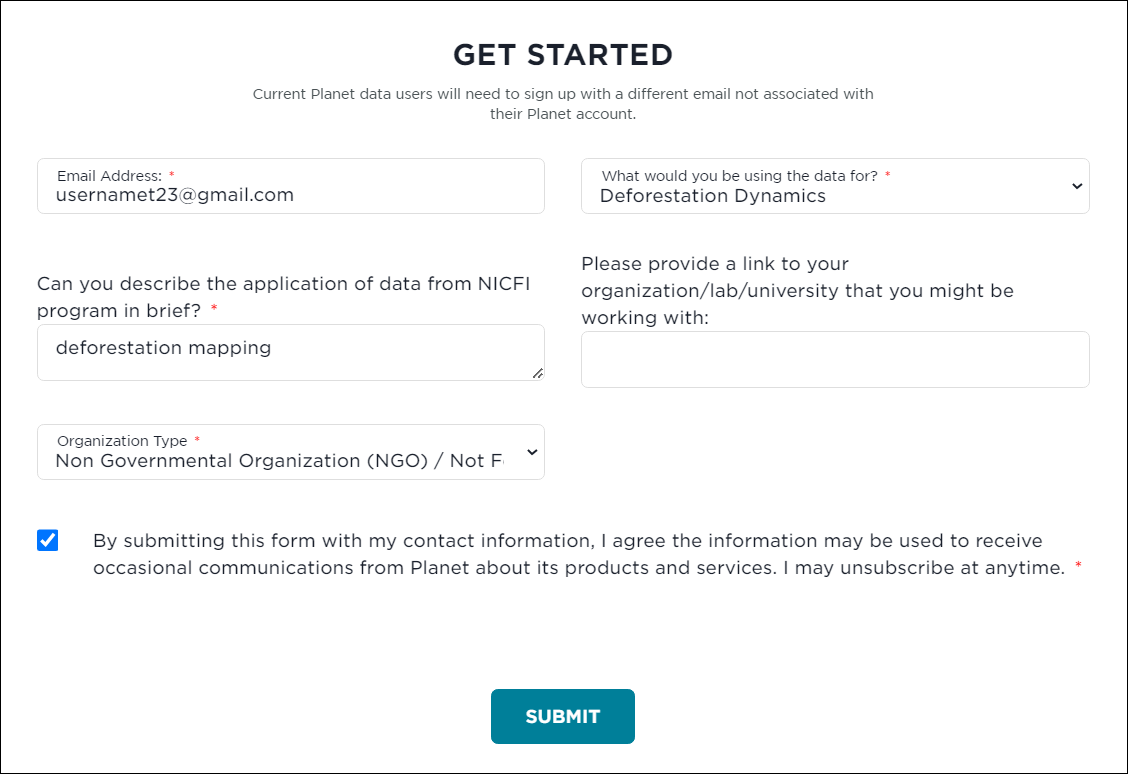 GET STARTED
Current Planet data users will need to sign up with a different email not associated with
their Planet account.
Email Address: *
usernamet23@gmail.com
What would you be using the data for? *
Deforestation Dynamics
Can you describe the application of data from NICFI
program in brief? *
deforestation mapping
Please provide a link to your
organization/lab/university that you might be
working with:
Organization Type *
Non Governmental Organization (NGO) / Not F
By submitting this form with my contact information, I agree the information may be used to receive
occasional communications from Planet about its products and services. I may unsubscribe at anytime. *
SUBMIT